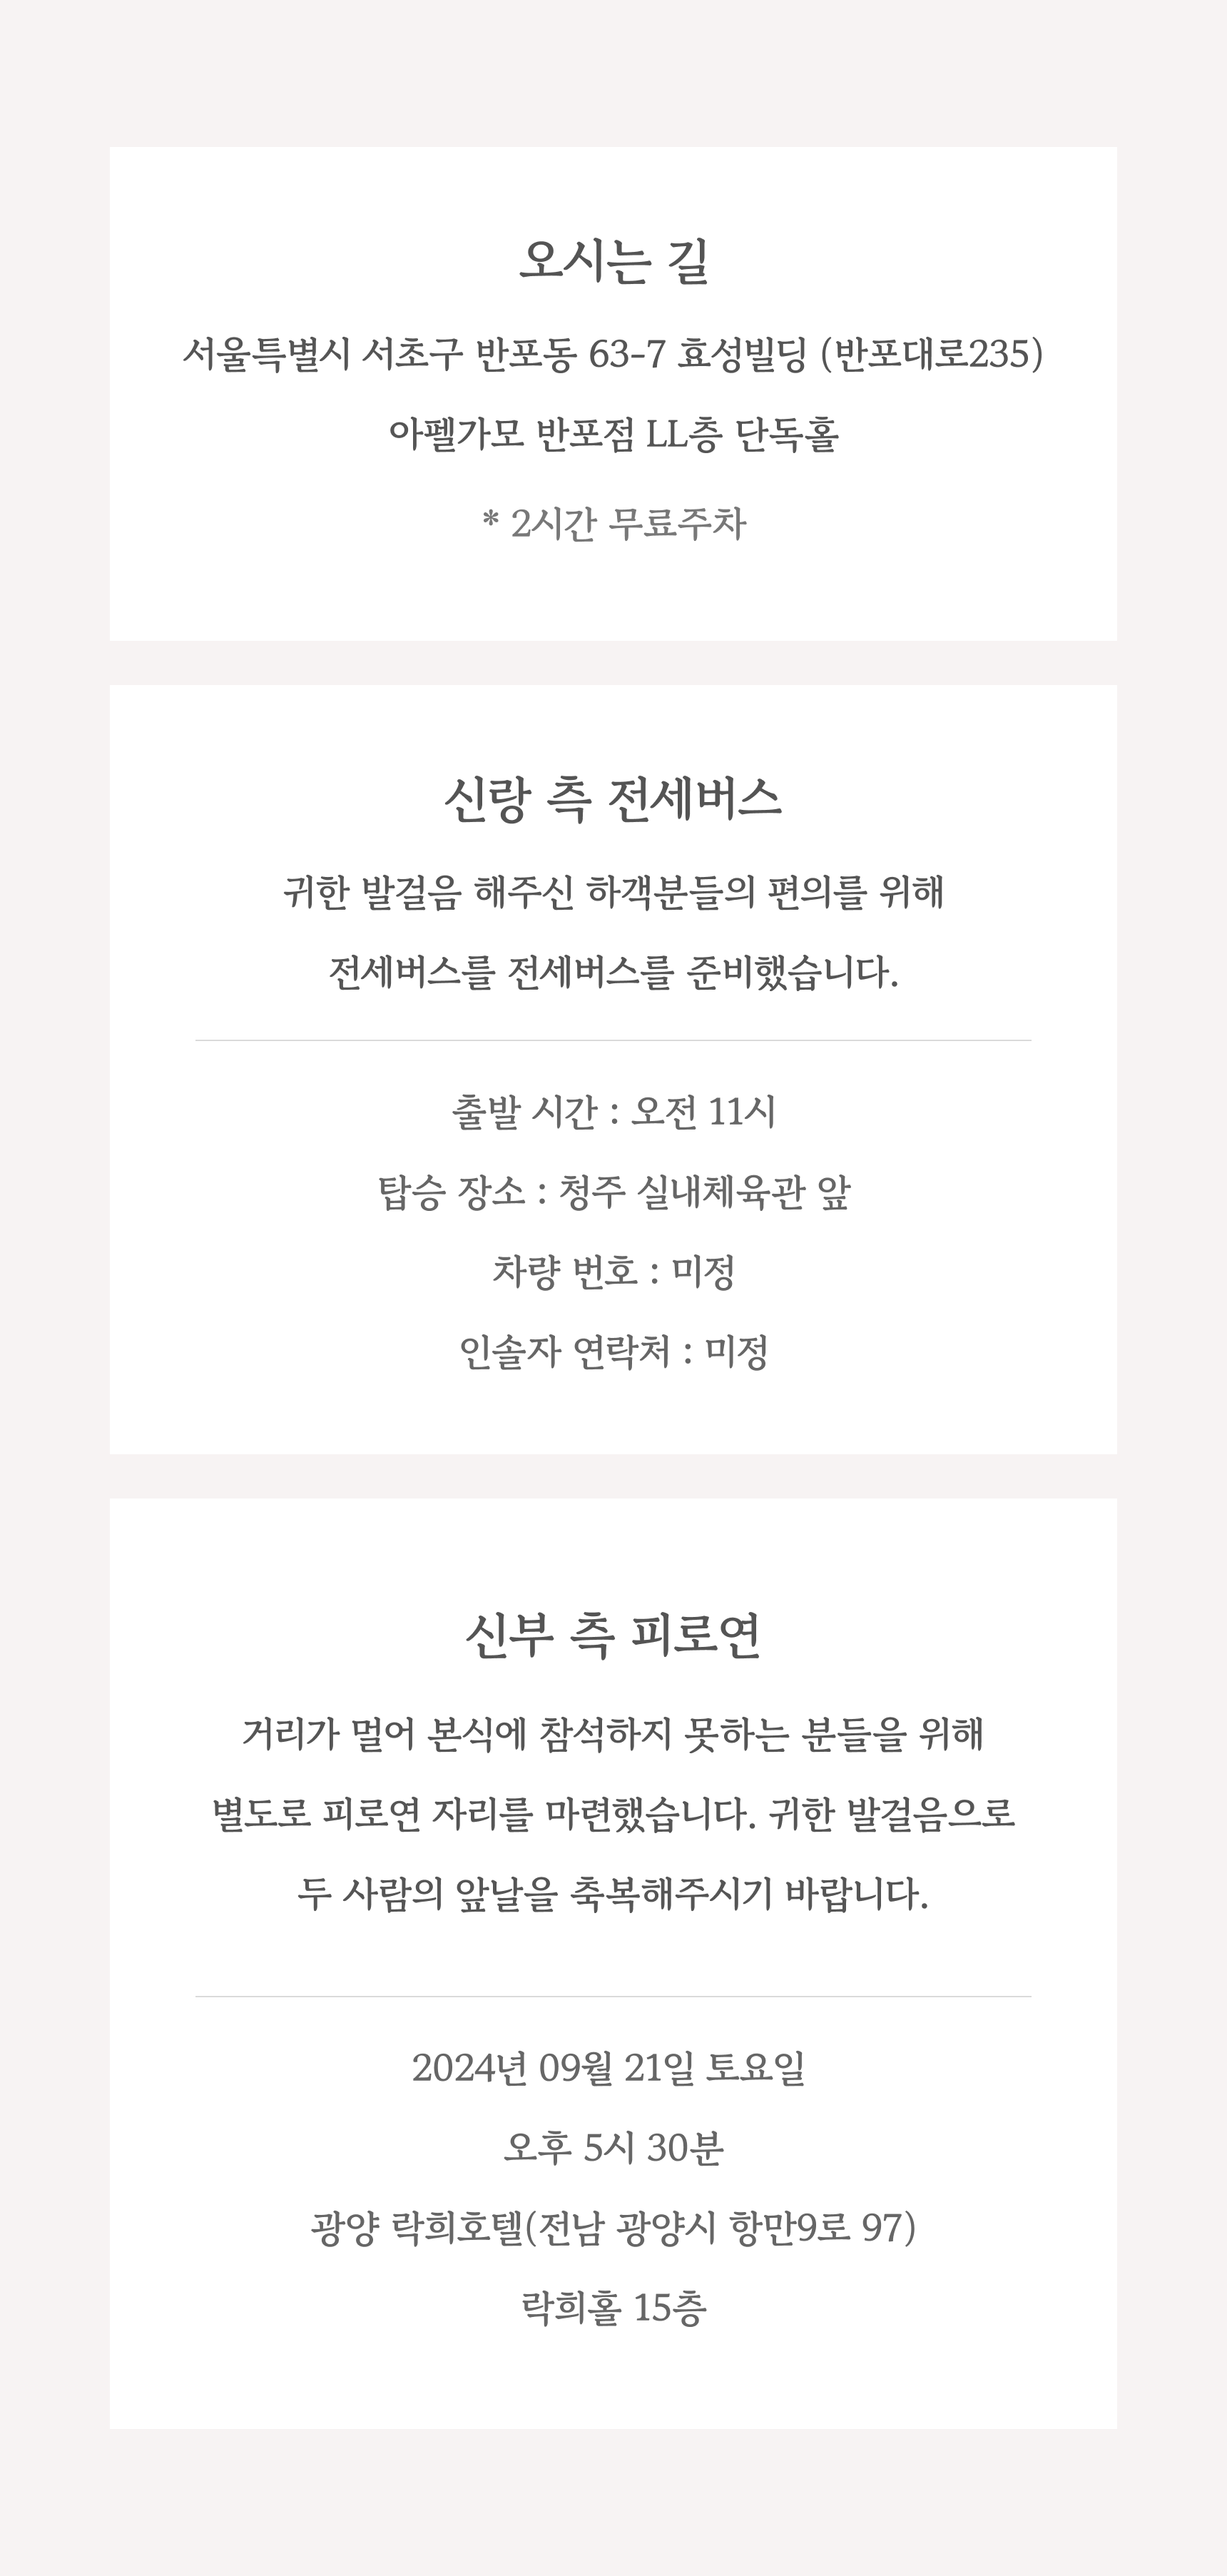 오시는 길
서울특별시 서초구 반포동 63-7 효성빌딩 (반포대로235)
아펠가모 반포점 LL층 단독홀
* 2시간 무료주차
신랑 측 전세버스
귀한 발걸음 해주신 하객분들의 편의를 위해
전세버스를 전세버스를 준비했습니다.
출발 시간 : 오전 11시
탑승 장소 : 청주 실내체육관 앞
차량 번호 : 미정
인솔자 연락처 : 미정
신부 측 피로연
거리가 멀어 본식에 참석하지 못하는 분들을 위해
별도로 피로연 자리를 마련했습니다. 귀한 발걸음으로
두 사람의 앞날을 축복해주시기 바랍니다.
2024년 09월 21일 토요일
오후 5시 30분
광양 락희호텔(전남 광양시 항만9로 97)
락희홀 15층